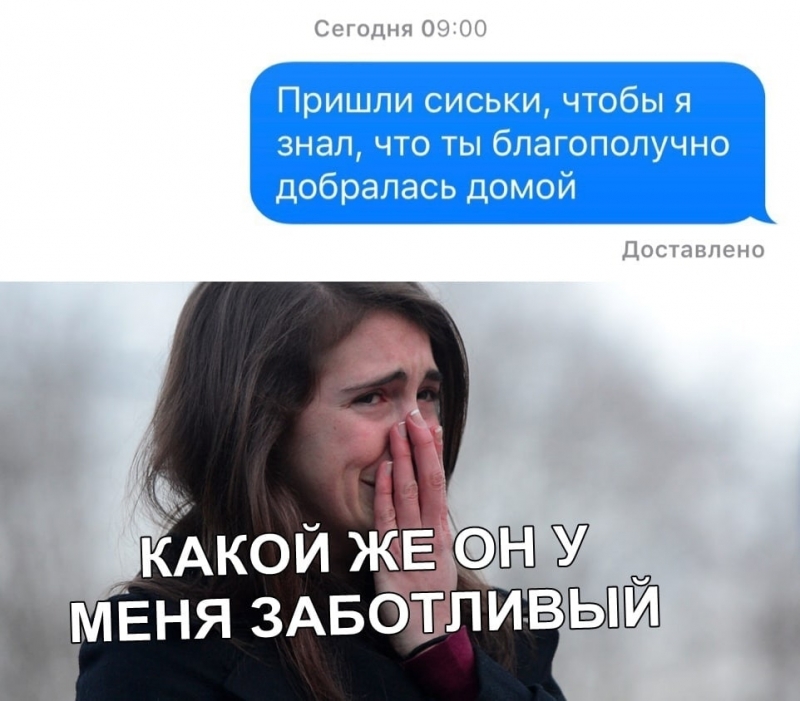 Сегодня 09:00
Пришли сиськи, чтобы я
знал, что ты благополучно
добралась домой
Доставлено
КАКОЙ ЖЕ ОН У
МЕНЯ ЗАБОТЛИВЫЙ